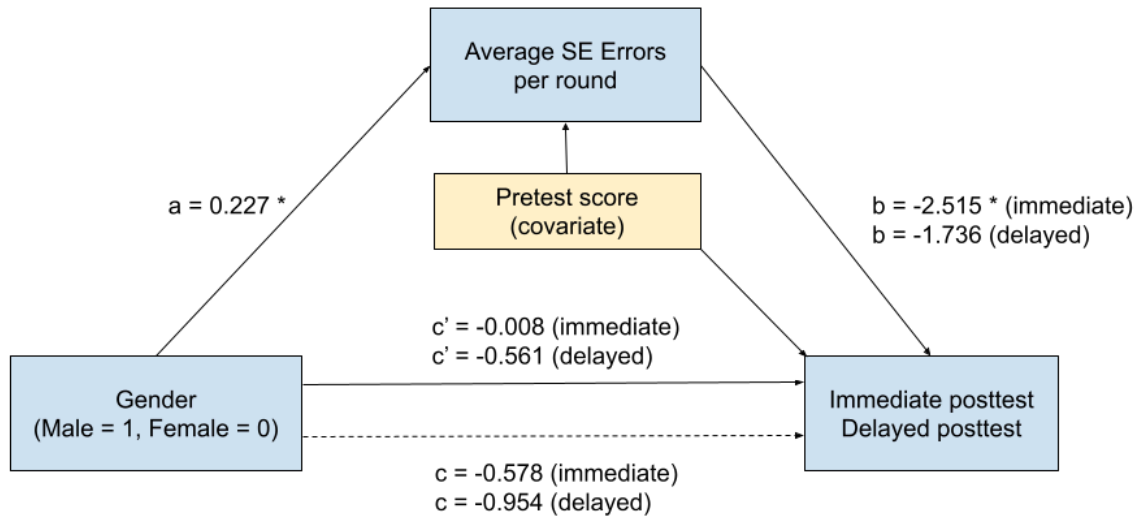 Average SE Errors
per round
Pretest score
(covariate)
a = 0.227 *
b = -2.515 * (immediate)
b = -1.736 (delayed)
c’ = -0.008 (immediate)
c’ = -0.561 (delayed)
Gender
(Male = 1, Female = 0)
Immediate posttest
Delayed posttest
c = -0.578 (immediate)
c = -0.954 (delayed)